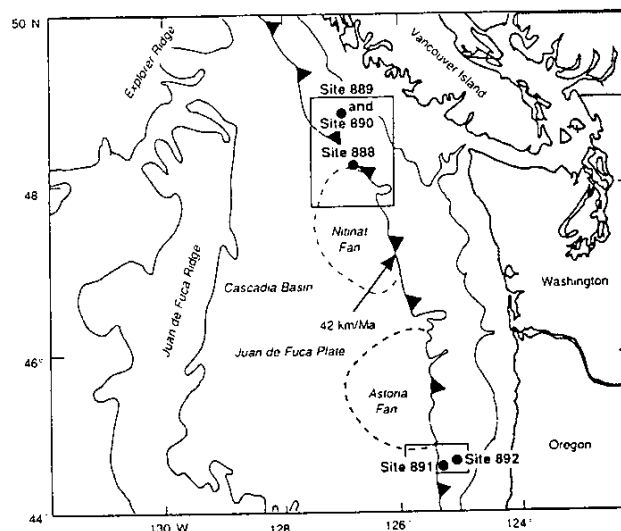 50 N
Explorer Ridge
Vancouver Island
Site 889
and
Site 890
Site 888
48
Nitinat
Fan
Juan de Fuca Ridge
Cascadia Basin
Washington
42 km/Ma
46°
Juan de Fuca Plate
Astoria
Fan
Oregon
Site 891
Site 892
44
130 W
128
126
124